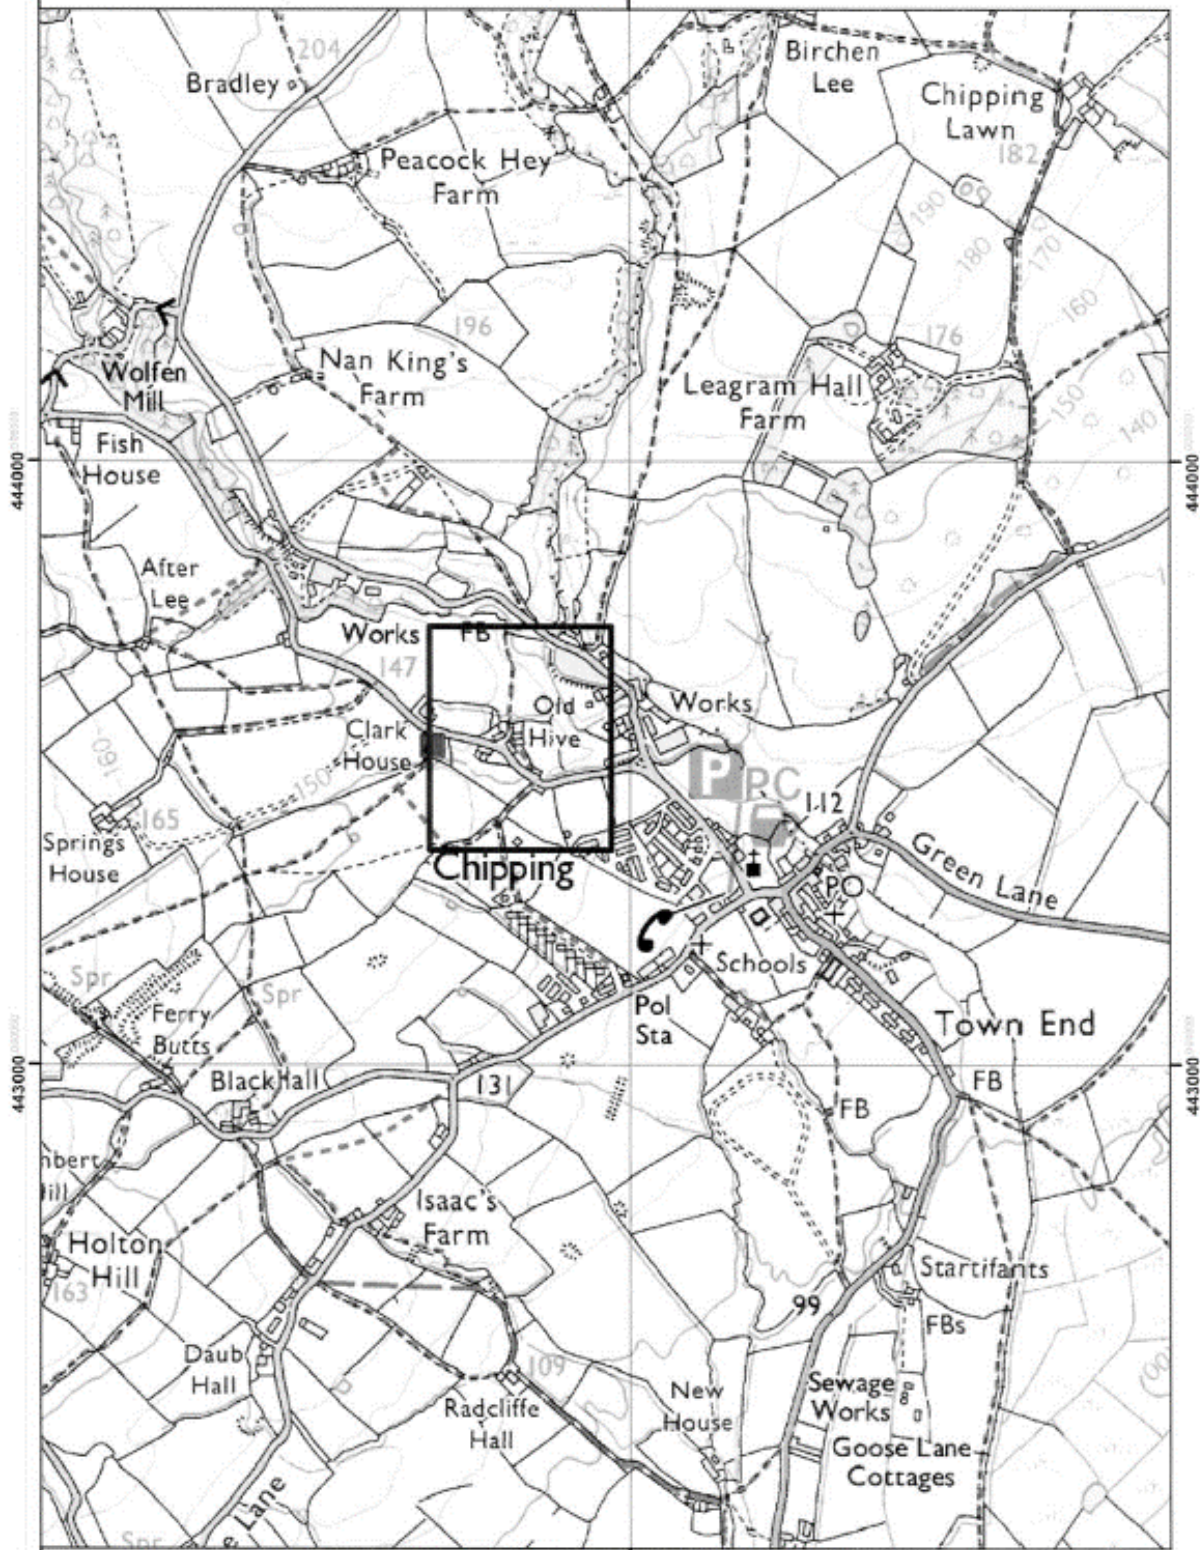 204
Bradley
Birchen
Lee
Chipping
Lawn
182
Peacock Hey
Farm
190
180
170
160
196
176
Wolfen
Mill
Nan King's
Farm
Leagram Hall
Farm
150
140
Fish
House
444000
444000
After
Lee
Works
FB
147
Old
Hive
Works
Clark
House
160
150
P
PC
112
165
Springs
House
Chipping
Green Lane
PO
Schools
Spr
Spr
Ferry
Butts
Pol
Sta
Town End
443000
443000
Black Hall
131
FB
FB
Isaac's
Farm
Holton
Hill
163
Startifants
99
FBs
Daub
Hall
109
Radcliffe
Hall
New
House
Sewage
Works
Goose Lane
Cottages
Lane
Spr